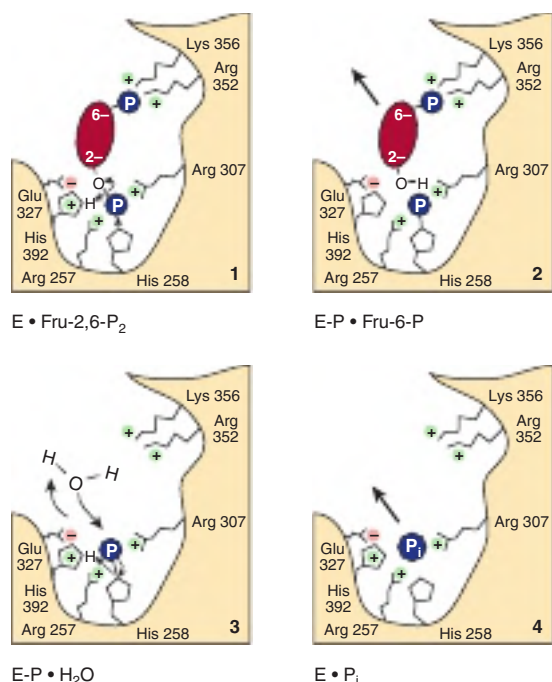 Lys 356
Arg
352
+
+
P
6–
2–
O
H
P
+
–
+
+
Arg 307
Glu
327
His
392
Arg 257
His 258
1
E • Fru-2,6-P₂
Lys 356
Arg
352
+
+
P
6–
2–
O
H
P
+
–
+
+
Arg 307
Glu
327
His
392
Arg 257
His 258
2
E-P • Fru-6-P
Lys 356
Arg
352
+
+
H
H
O
Arg 307
–
+
H
P
+
+
Glu
327
His
392
Arg 257
His 258
3
E-P • H₂O
Lys 356
Arg
352
+
+
Arg 307
–
+
Pᵢ
+
+
Glu
327
His
392
Arg 257
His 258
4
E • Pᵢ